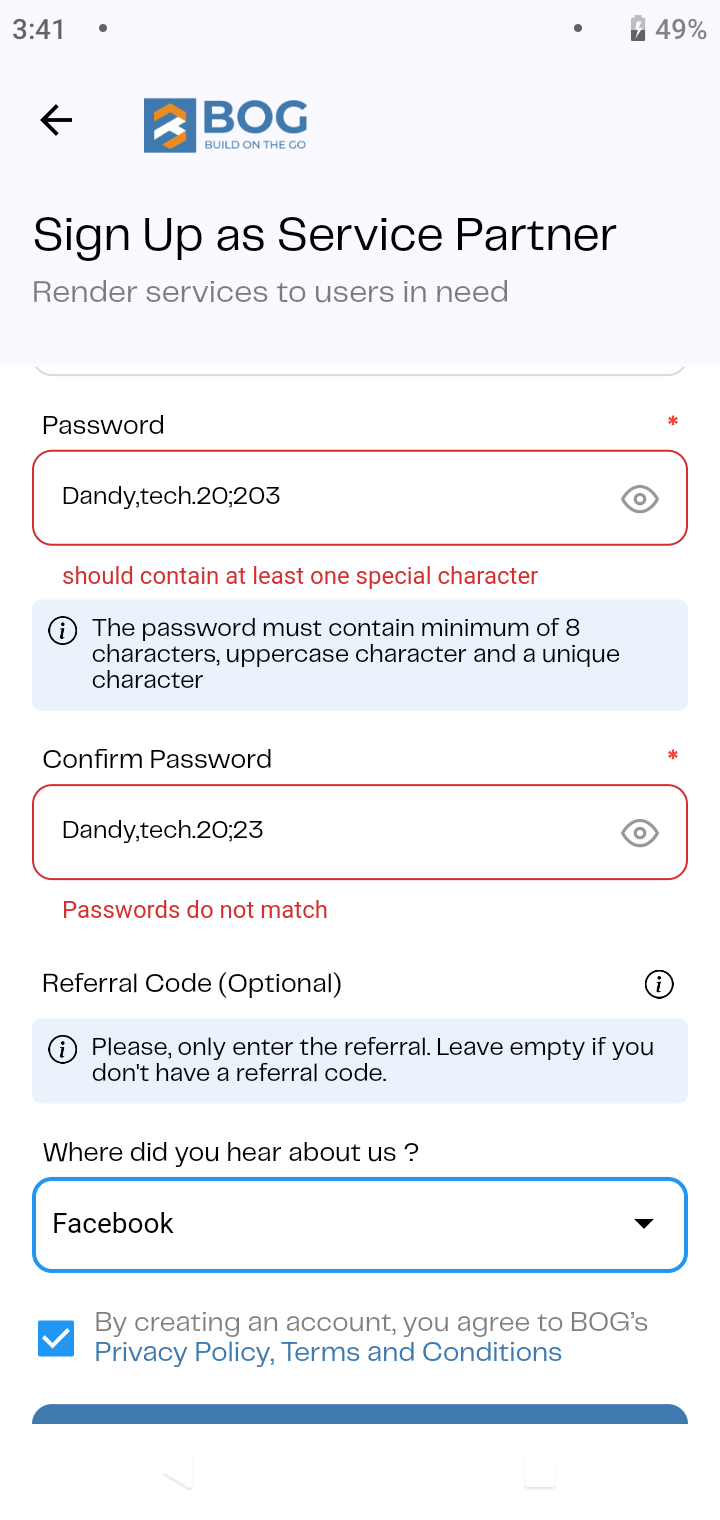 3:41
49%
BOG
BUILD ON THE GO
Sign Up as Service Partner
Render services to users in need
Password *
Dandy,tech.20;203
should contain at least one special character
The password must contain minimum of 8
characters, uppercase character and a unique
character
Confirm Password *
Dandy,tech.20;23
Passwords do not match
Referral Code (Optional)
Please, only enter the referral. Leave empty if you
don't have a referral code.
Where did you hear about us ?
Facebook
By creating an account, you agree to BOG’s
Privacy Policy, Terms and Conditions